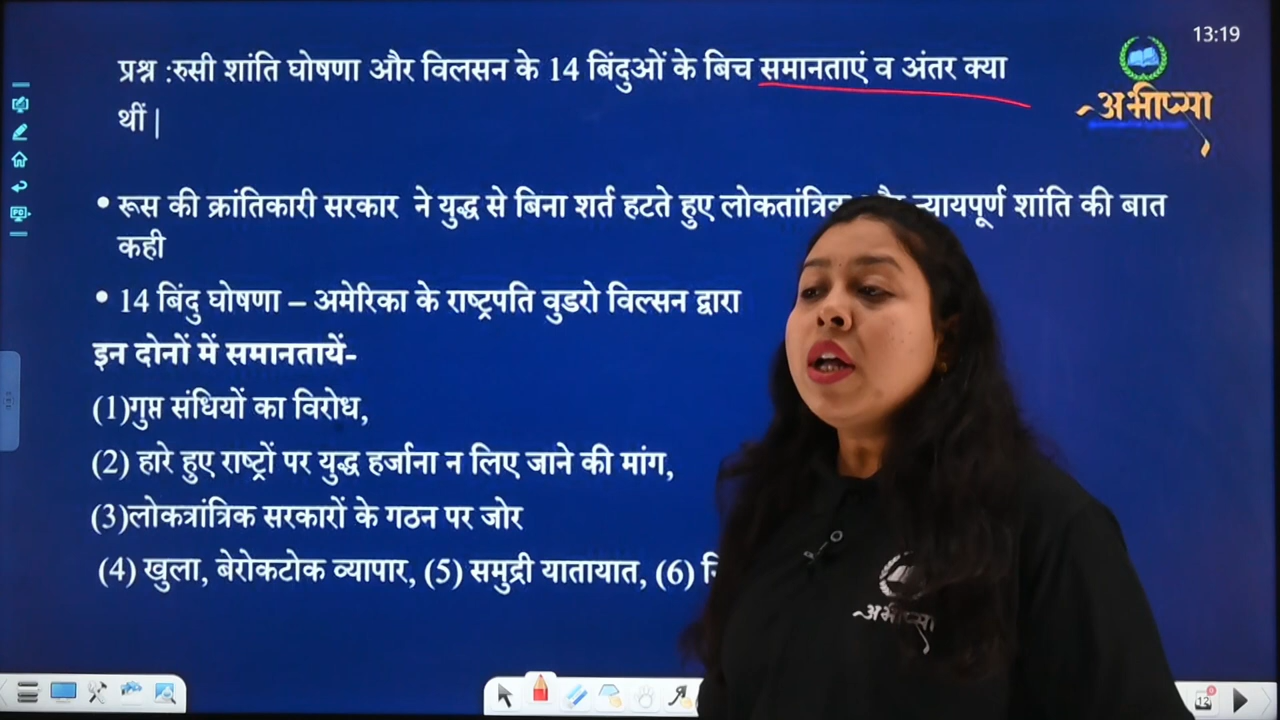 13:19
प्रश्न :रुसी शांति घोषणा और विलसन के 14 बिंदुओं के बिच समानताएं व अंतर क्या
थीं |
अभीप्सा
• रूस की क्रांतिकारी सरकार ने युद्ध से बिना शर्त हटते हुए लोकतांत्रिक न्यायपूर्ण शांति की बात
कही
• 14 बिंदु घोषणा – अमेरिका के राष्ट्रपति वुडरो विल्सन द्वारा
इन दोनों में समानतायें-
(1)गुप्त संधियों का विरोध,
(2) हारे हुए राष्ट्रों पर युद्ध हर्जाना न लिए जाने की मांग,
(3)लोकत्रांत्रिक सरकारों के गठन पर जोर
(4) खुला, बेरोकटोक व्यापार, (5) समुद्री यातायात, (6)
अभीप्सा
12